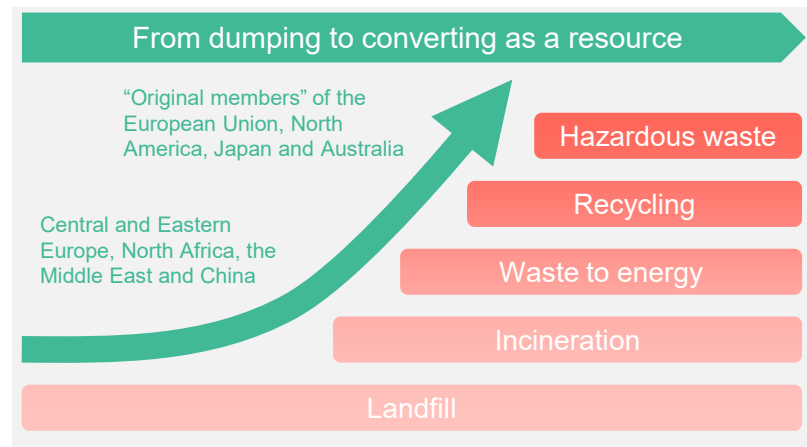 From dumping to converting as a resource
“Original members” of the
European Union, North
America, Japan and Australia
Hazardous waste
Recycling
Central and Eastern
Europe, North Africa, the
Middle East and China
Waste to energy
Incineration
Landfill